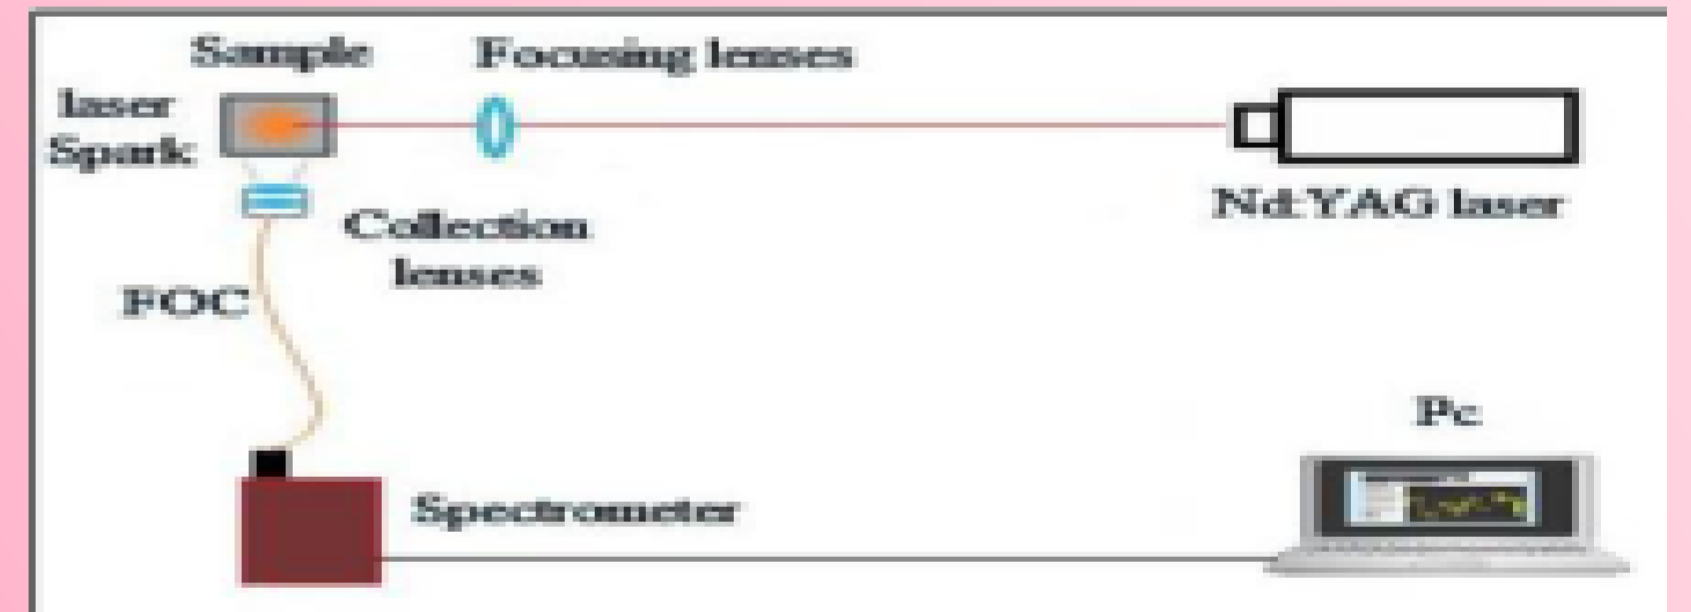 Sample
Focusing lenses
laser
Spark
Nd:YAG laser
Collection
lenses
FOC
Pc
Spectrometer